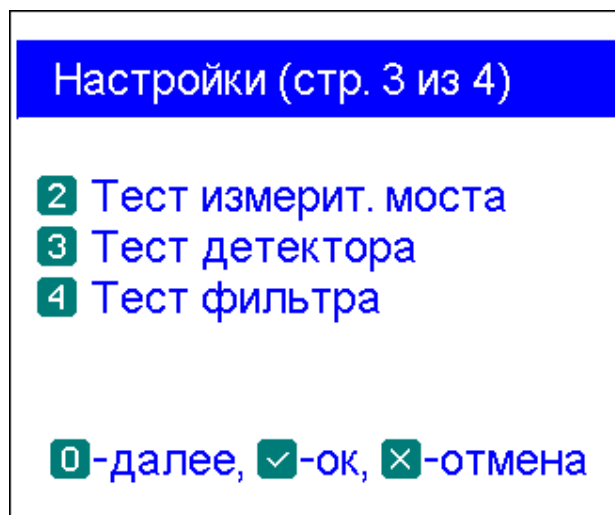 Настройки (стр. 3 из 4)
2 Тест измерит. моста
3 Тест детектора
4 Тест фильтра
0-далее, ✓-ок, ×-отмена